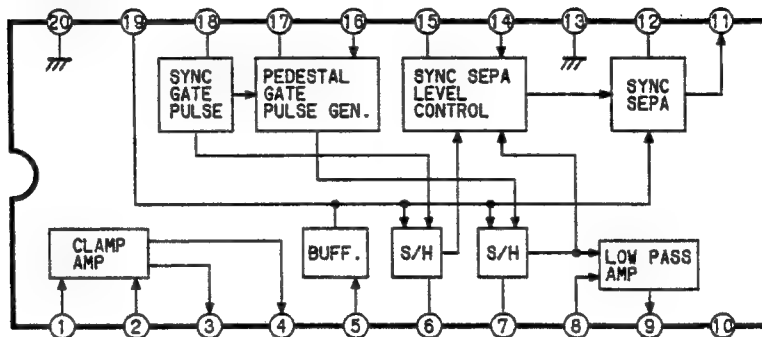 20 19 18 17 16 15 14 13 12 11
SYNC
GATE
PULSE
PEDESTAL
GATE
PULSE GEN.
SYNC SEPA
LEVEL
CONTROL
SYNC
SEPA
CLAMP
AMP
BUFF.
S/H
S/H
LOW PASS
AMP
1 2 3 4 5 6 7 8 9 10